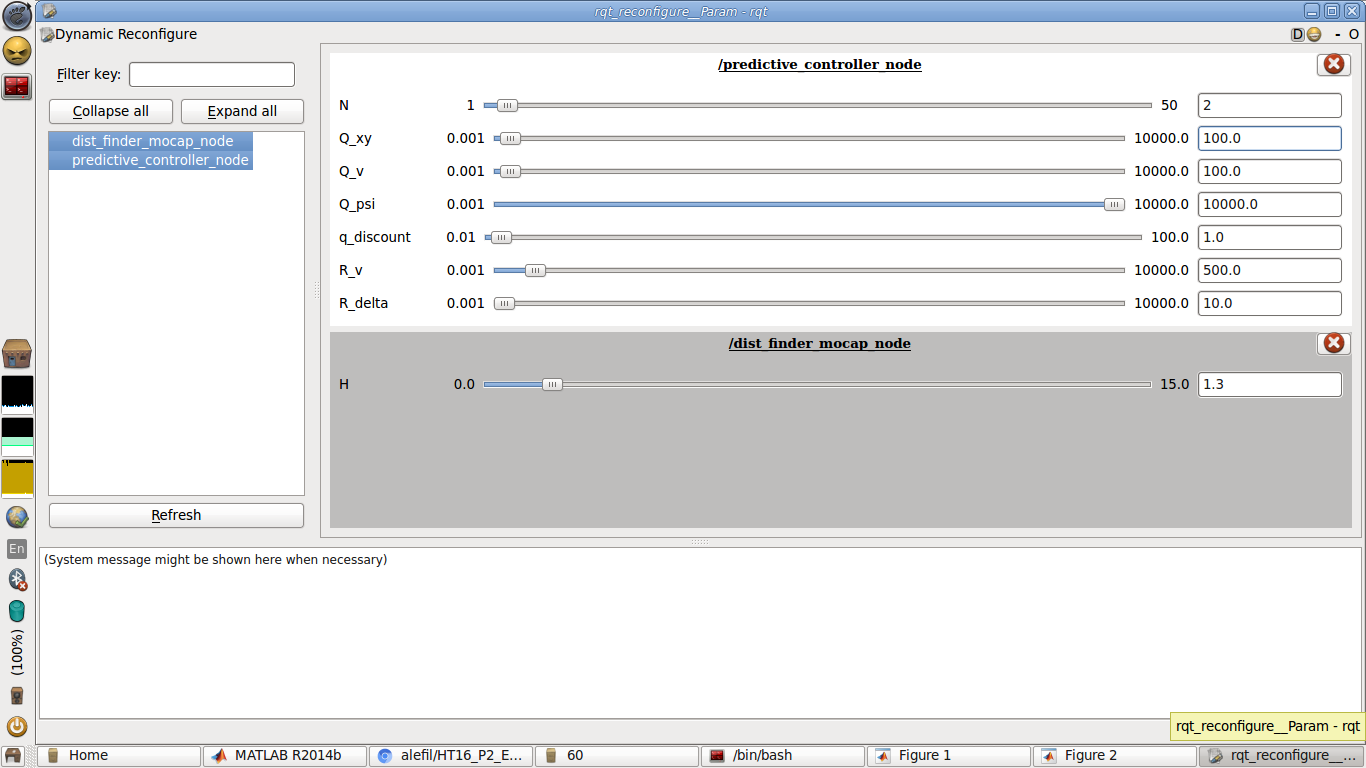 rqt_reconfigure__Param - rqt
Dynamic Reconfigure
D - O
Filter key:
Collapse all Expand all
dist_finder_mocap_node
predictive_controller_node
Refresh
/predictive_controller_node
N 1 50 2
Q_xy 0.001 10000.0 100.0
Q_v 0.001 10000.0 100.0
Q_psi 0.001 10000.0 10000.0
q_discount 0.01 100.0 1.0
R_v 0.001 10000.0 500.0
R_delta 0.001 10000.0 10.0
/dist_finder_mocap_node
H 0.0 15.0 1.3
(System message might be shown here when necessary)
En
(100%)
rqt_reconfigure__Param - rqt
Home MATLAB R2014b alefil/HT16_P2_E... 60 /bin/bash Figure 1 Figure 2 rqt_reconfigure__...